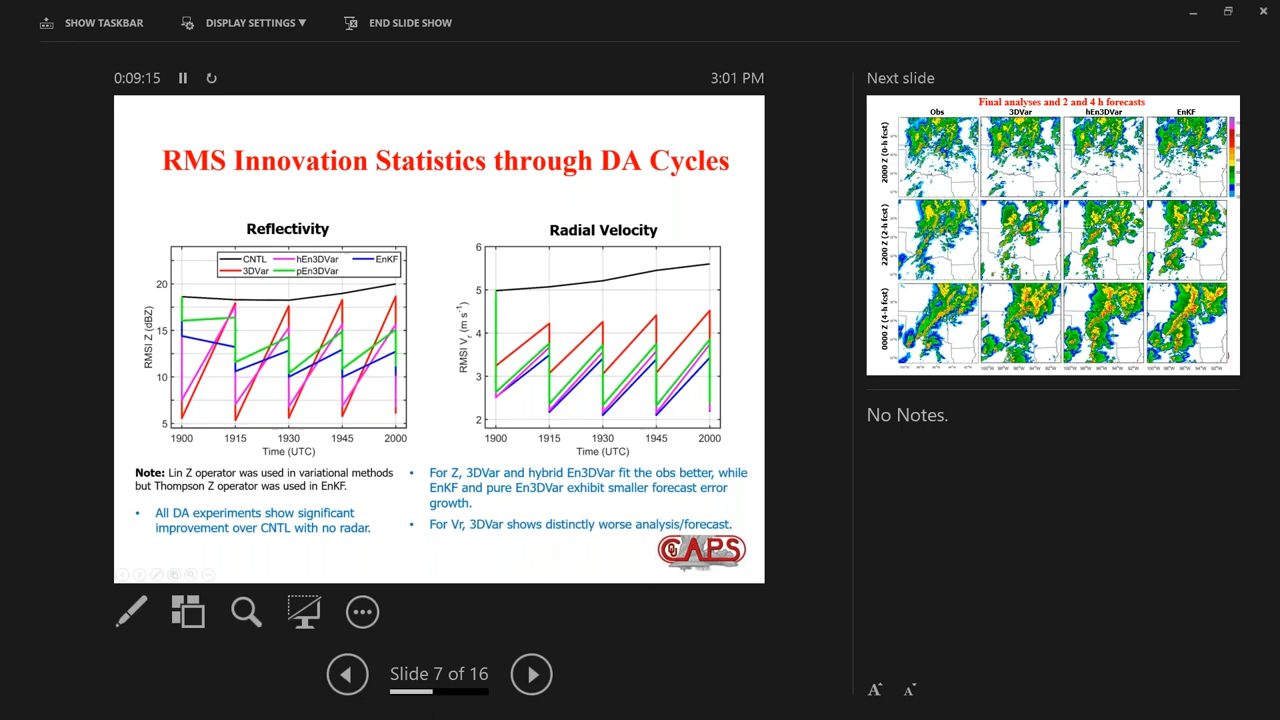 SHOW TASKBAR
DISPLAY SETTINGS ▼
END SLIDE SHOW
0:09:15
3:01 PM
RMS Innovation Statistics through DA Cycles
Reflectivity
CNTL
hEn3DVar
EnKF
3DVar
pEn3DVar
RMSI Z (dBZ)
20
15
10
5
1900 1915 1930 1945 2000
Time (UTC)
Radial Velocity
RMSI Vr (m s-1)
6
5
4
3
2
1900 1915 1930 1945 2000
Time (UTC)
Note: Lin Z operator was used in variational methods
but Thompson Z operator was used in EnKF.
• All DA experiments show significant
improvement over CNTL with no radar.
• For Z, 3DVar and hybrid En3DVar fit the obs better, while
EnKF and pure En3DVar exhibit smaller forecast error
growth.
• For Vr, 3DVar shows distinctly worse analysis/forecast.
CAPS
Slide 7 of 16
Next slide
Final analyses and 2 and 4 h forecasts
Obs 3DVar hEn3DVar EnKF
2000 Z (0-h fcst)
2200 Z (2-h fcst)
0000 Z (4-h fcst)
No Notes.
A A